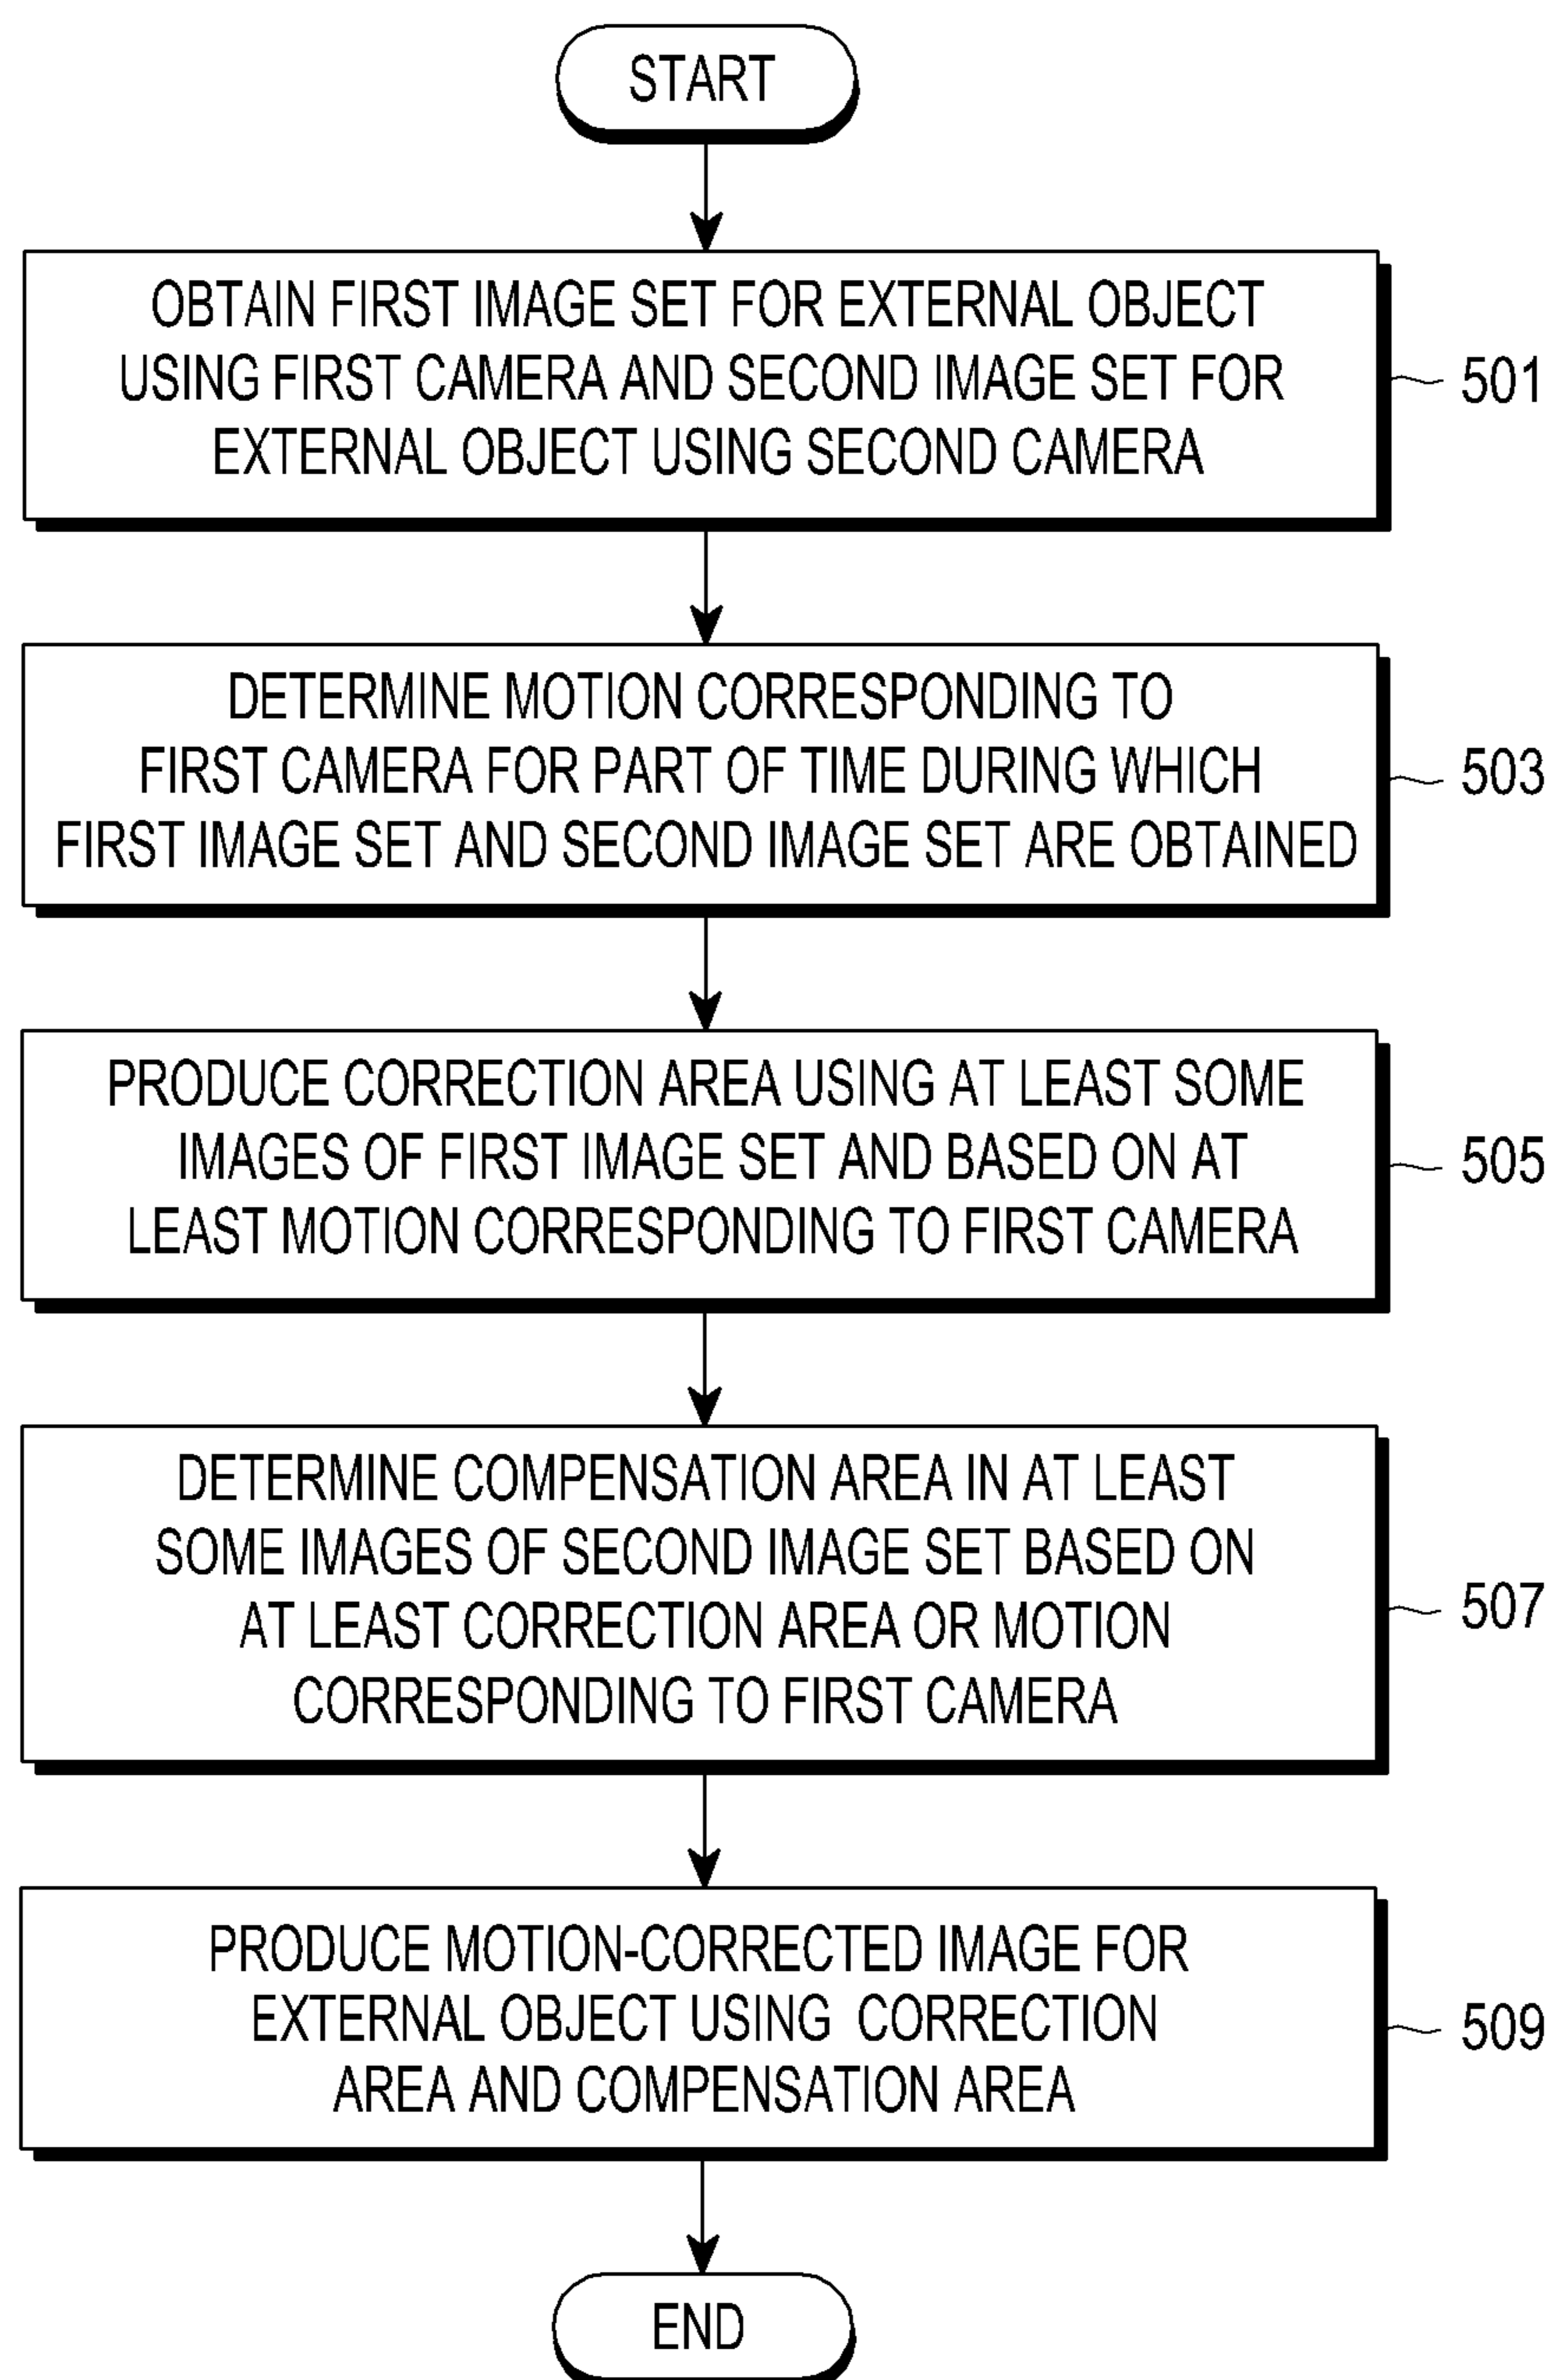 START
OBTAIN FIRST IMAGE SET FOR EXTERNAL OBJECT
USING FIRST CAMERA AND SECOND IMAGE SET FOR
EXTERNAL OBJECT USING SECOND CAMERA
501
DETERMINE MOTION CORRESPONDING TO
FIRST CAMERA FOR PART OF TIME DURING WHICH
FIRST IMAGE SET AND SECOND IMAGE SET ARE OBTAINED
503
PRODUCE CORRECTION AREA USING AT LEAST SOME
IMAGES OF FIRST IMAGE SET AND BASED ON AT
LEAST MOTION CORRESPONDING TO FIRST CAMERA
505
DETERMINE COMPENSATION AREA IN AT LEAST
SOME IMAGES OF SECOND IMAGE SET BASED ON
AT LEAST CORRECTION AREA OR MOTION
CORRESPONDING TO FIRST CAMERA
507
PRODUCE MOTION-CORRECTED IMAGE FOR
EXTERNAL OBJECT USING CORRECTION
AREA AND COMPENSATION AREA
509
END